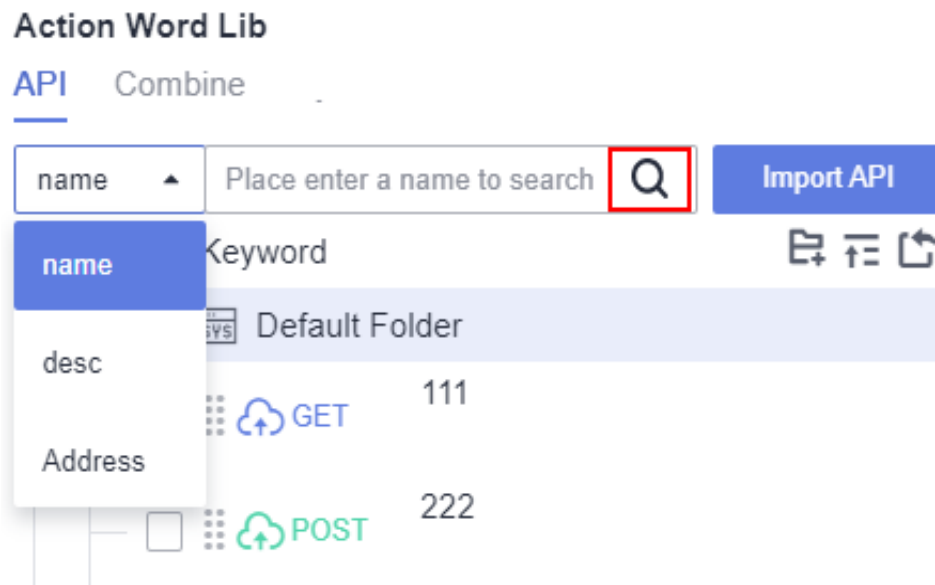 Action Word Lib
API Combine
name Place enter a name to search Import API
name Keyword
SYS Default Folder
desc
111
GET
Address
222
POST